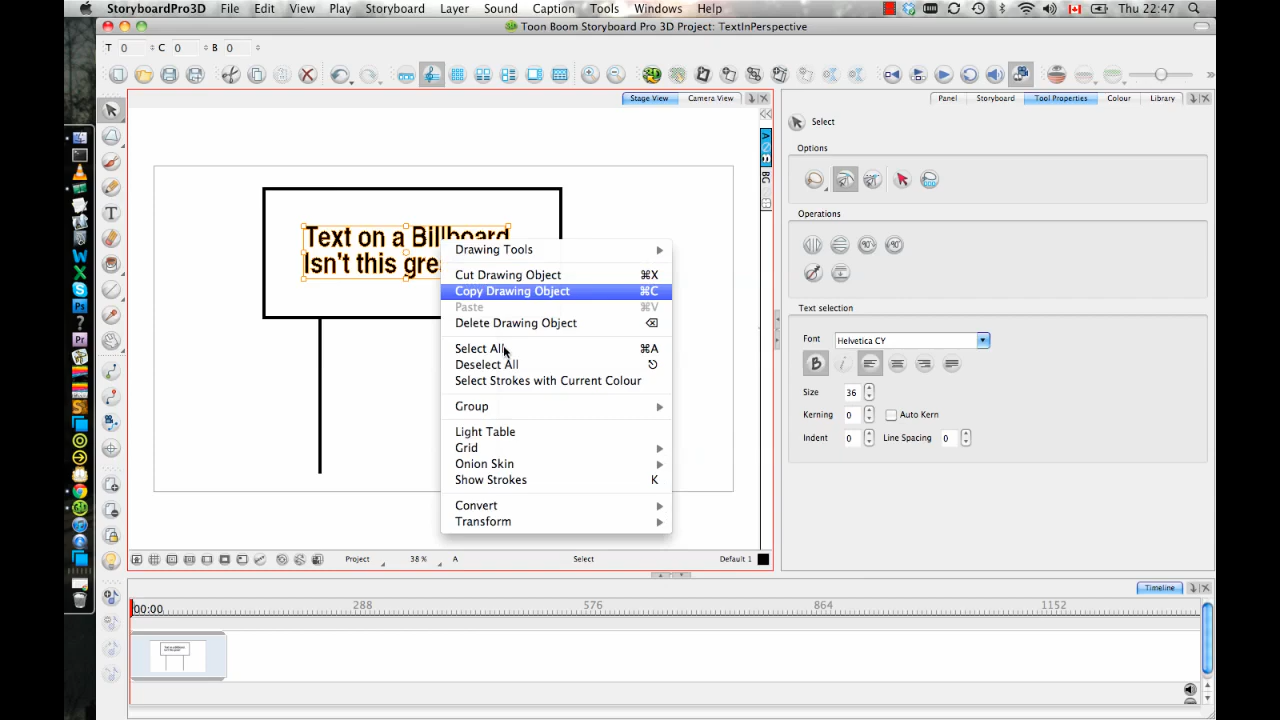 StoryboardPro3D File Edit View Play Storyboard Layer Sound Caption Tools Windows Help Thu 22:47
Toon Boom Storyboard Pro 3D Project: TextInPerspective
T 0 C 0 B 0
Stage View Camera View
Panel Storyboard Tool Properties Colour Library
Select
Options
Operations
Text selection
Font Helvetica CY
B i
Size 36
Kerning 0 Auto Kern
Indent 0 Line Spacing 0
A
BG
Text on a Billboard
Isn't this gre
Drawing Tools
Cut Drawing Object ⌘X
Copy Drawing Object ⌘C
Paste ⌘V
Delete Drawing Object ⌫
Select All ⌘A
Deselect All
Select Strokes with Current Colour
Group
Light Table
Grid
Onion Skin
Show Strokes K
Convert
Transform
Project 38 % A Select Default 1
Timeline
00:00 288 576 864 1152